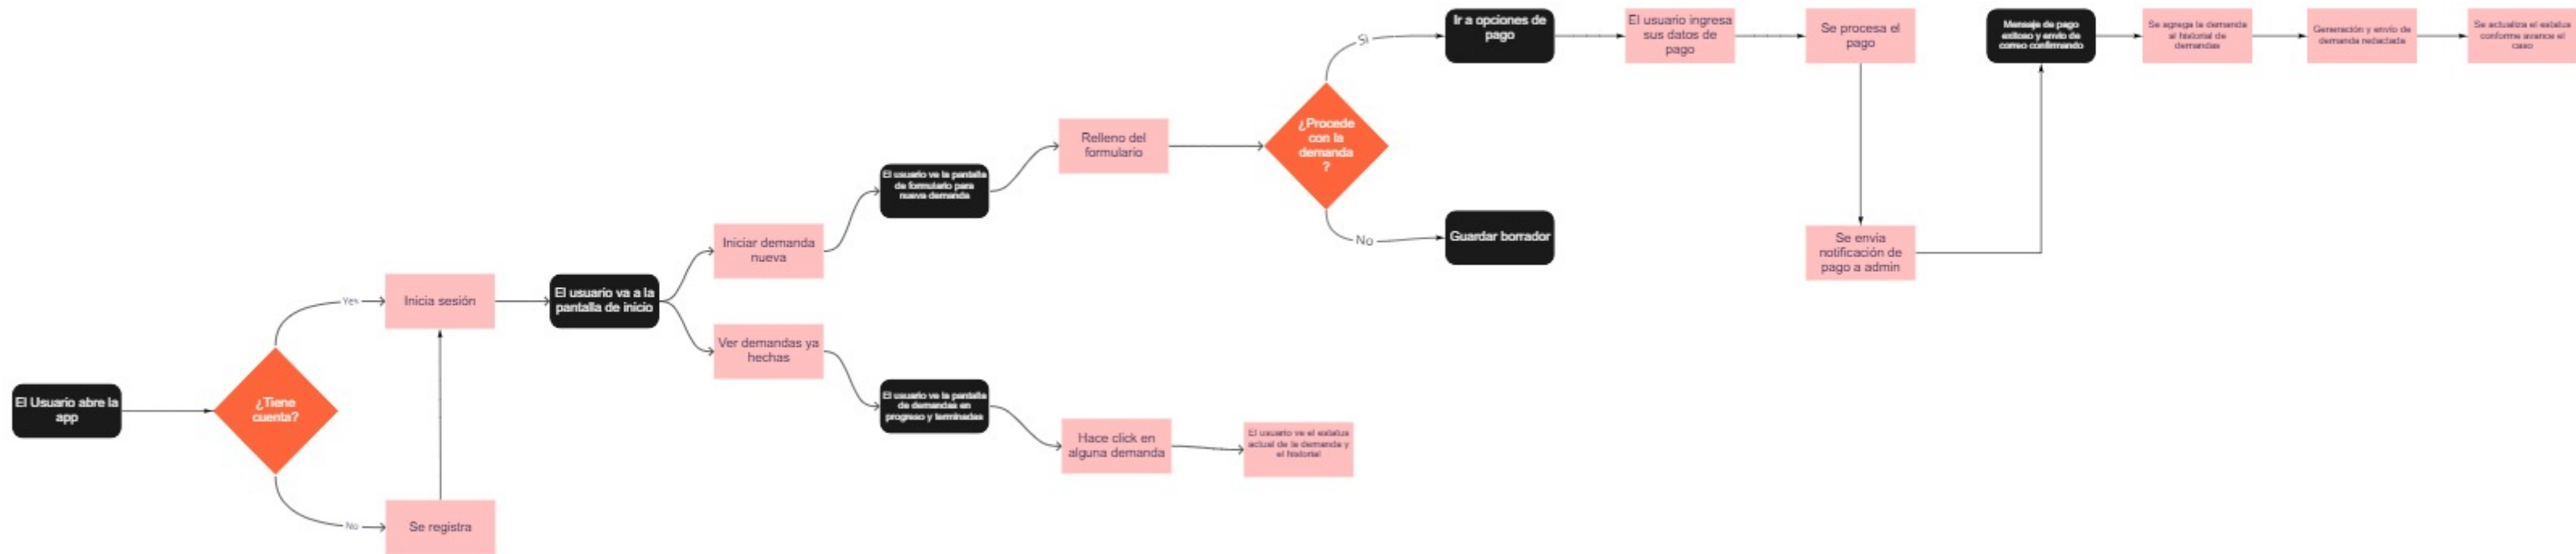 El Usuario abre la
app
¿Tiene
cuenta?
Yes
No
Inicia sesión
Se registra
El usuario va a la
pantalla de inicio
Iniciar demanda
nueva
Ver demandas ya
hechas
El usuario ve la pantalla
de formulario para
nueva demanda
El usuario ve la pantalla
de demandas en
progreso y terminadas
Relleno del
formulario
Hace click en
alguna demanda
El usuario ve el estatus
actual de la demanda y
el historial
¿Procede
con la
demanda
?
Si
No
Ir a opciones de
pago
Guardar borrador
El usuario ingresa
sus datos de
pago
Se procesa el
pago
Se envia
notificación de
pago a admin
Mensaje de pago
exitoso y envío de
correo confirmando
Se agrega la demanda
al historial de
demandas
Generación y envío de
demanda redactada
Se actualiza el estatus
conforme avance el
caso